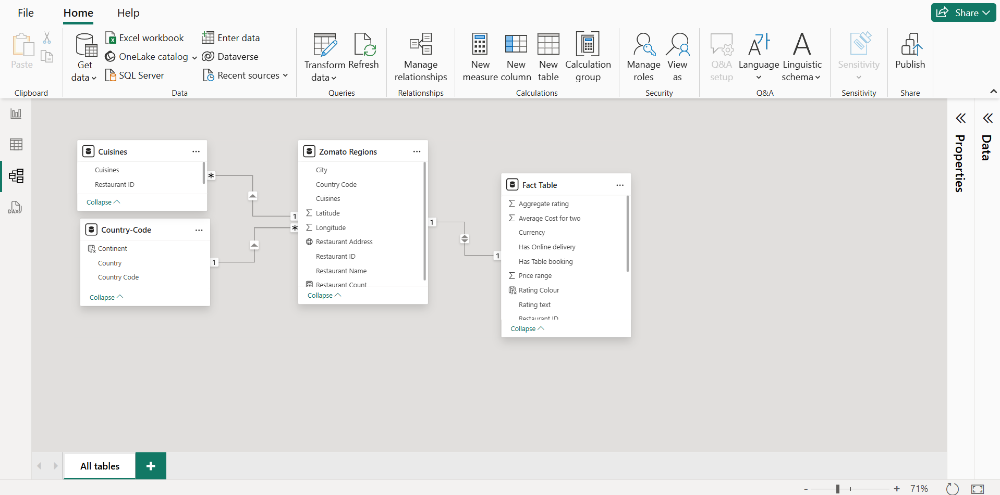 File
Home
Help
Share
Paste
Clipboard
Get
data
Excel workbook
OneLake catalog
SQL Server
Enter data
Dataverse
Recent sources
Data
Transform
data
Refresh
Queries
Manage
relationships
Relationships
New
measure
New
column
New
table
Calculation
group
Calculations
Manage
roles
View
as
Security
Q&A
setup
Language
Linguistic
schema
Q&A
Sensitivity
Sensitivity
Publish
Share
DAX
Cuisines
Cuisines
Restaurant ID
Collapse
*
1
Country-Code
Continent
Country
Country Code
Collapse
1
*
Zomato Regions
City
Country Code
Cuisines
Latitude
Longitude
Restaurant Address
Restaurant ID
Restaurant Name
Restaurant Count
Collapse
1
1
Fact Table
Aggregate rating
Average Cost for two
Currency
Has Online delivery
Has Table booking
Price range
Rating Colour
Rating text
Restaurant ID
Collapse
Properties
Data
All tables
+
- + 71%